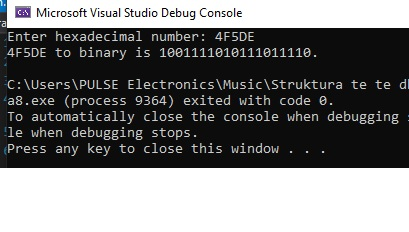 Microsoft Visual Studio Debug Console
Enter hexadecimal number: 4F5DE
4F5DE to binary is 1001111010111011110.
C:\Users\PULSE Electronics\Music\Struktura te te d
a8.exe (process 9364) exited with code 0.
To automatically close the console when debugging
le when debugging stops.
Press any key to close this window . . .